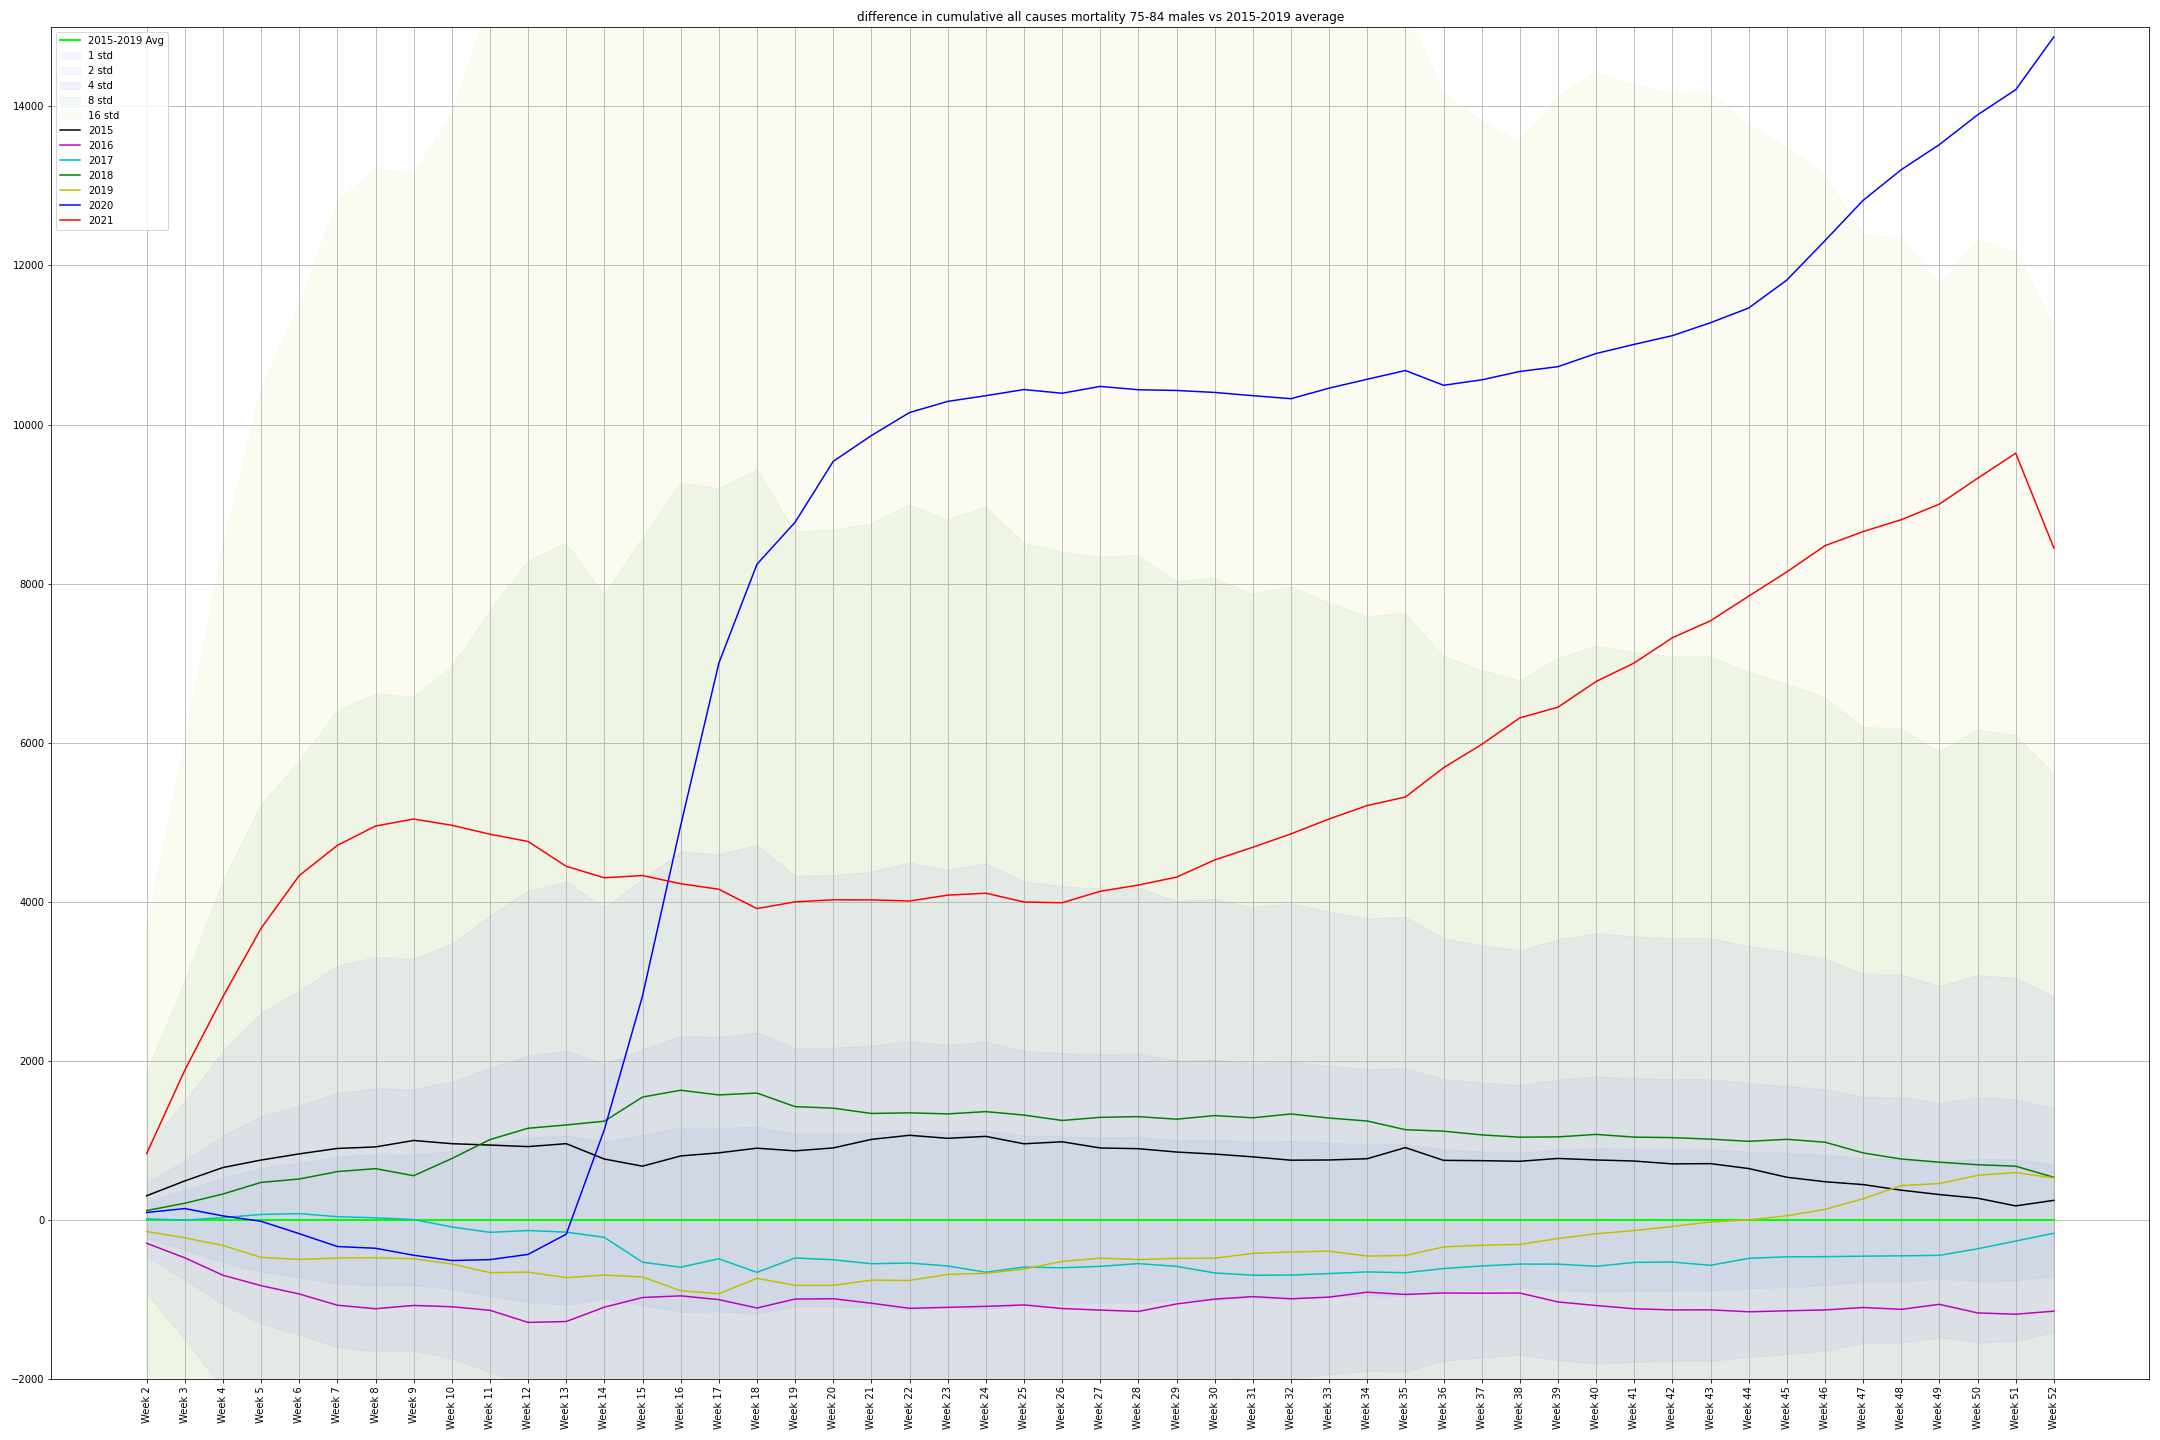 difference in cumulative all causes mortality 75-84 males vs 2015-2019 average
2015-2019 Avg
1 std
2 std
4 std
8 std
16 std
2015
2016
2017
2018
2019
2020
2021
14000
12000
10000
8000
6000
4000
2000
0
−2000
Week 2
Week 3
Week 4
Week 5
Week 6
Week 7
Week 8
Week 9
Week 10
Week 11
Week 12
Week 13
Week 14
Week 15
Week 16
Week 17
Week 18
Week 19
Week 20
Week 21
Week 22
Week 23
Week 24
Week 25
Week 26
Week 27
Week 28
Week 29
Week 30
Week 31
Week 32
Week 33
Week 34
Week 35
Week 36
Week 37
Week 38
Week 39
Week 40
Week 41
Week 42
Week 43
Week 44
Week 45
Week 46
Week 47
Week 48
Week 49
Week 50
Week 51
Week 52